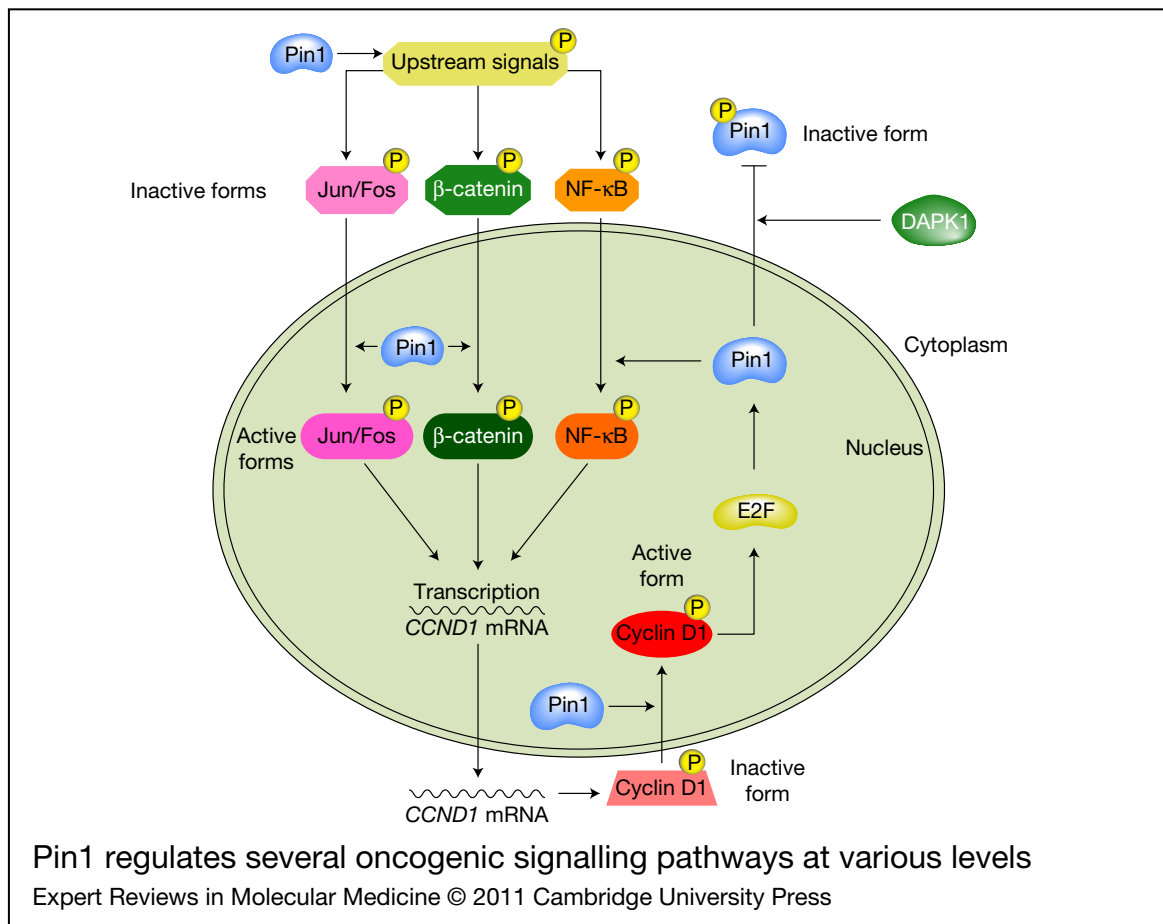 Pin1
Upstream signals
P
P
Pin1
Inactive form
Inactive forms
Jun/Fos
P
β-catenin
P
NF-κB
P
DAPK1
Pin1
Pin1
Cytoplasm
Active
forms
Jun/Fos
P
β-catenin
P
NF-κB
P
Nucleus
E2F
Active
form
Transcription
CCND1 mRNA
Cyclin D1
P
Pin1
CCND1 mRNA
Cyclin D1
P
Inactive
form
Pin1 regulates several oncogenic signalling pathways at various levels
Expert Reviews in Molecular Medicine © 2011 Cambridge University Press